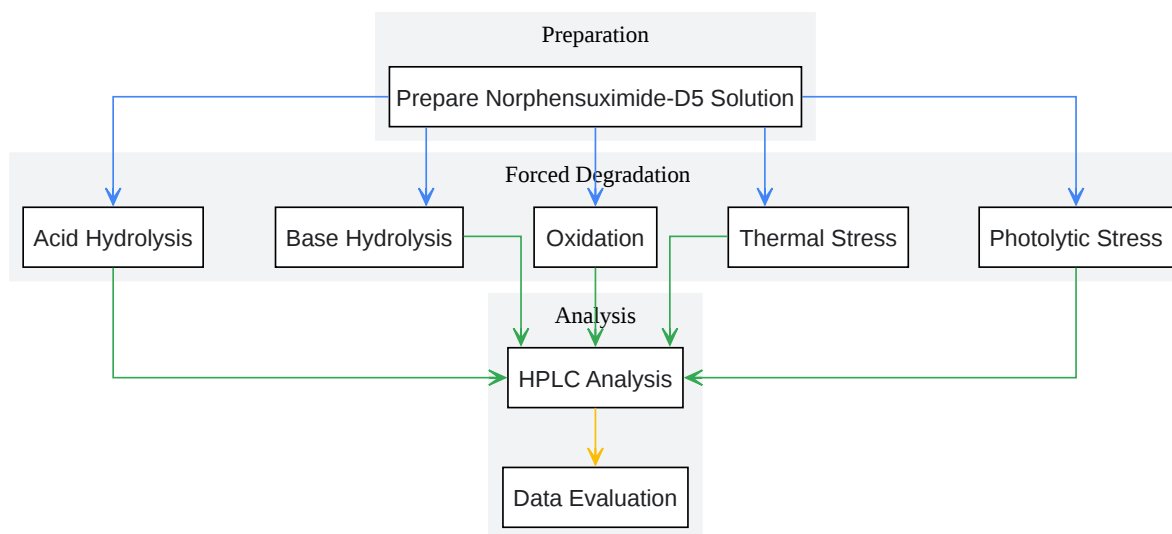 Preparation
Prepare Norphensuximide-D5 Solution
Forced Degradation
Acid Hydrolysis
Base Hydrolysis
Oxidation
Thermal Stress
Photolytic Stress
Analysis
HPLC Analysis
Data Evaluation